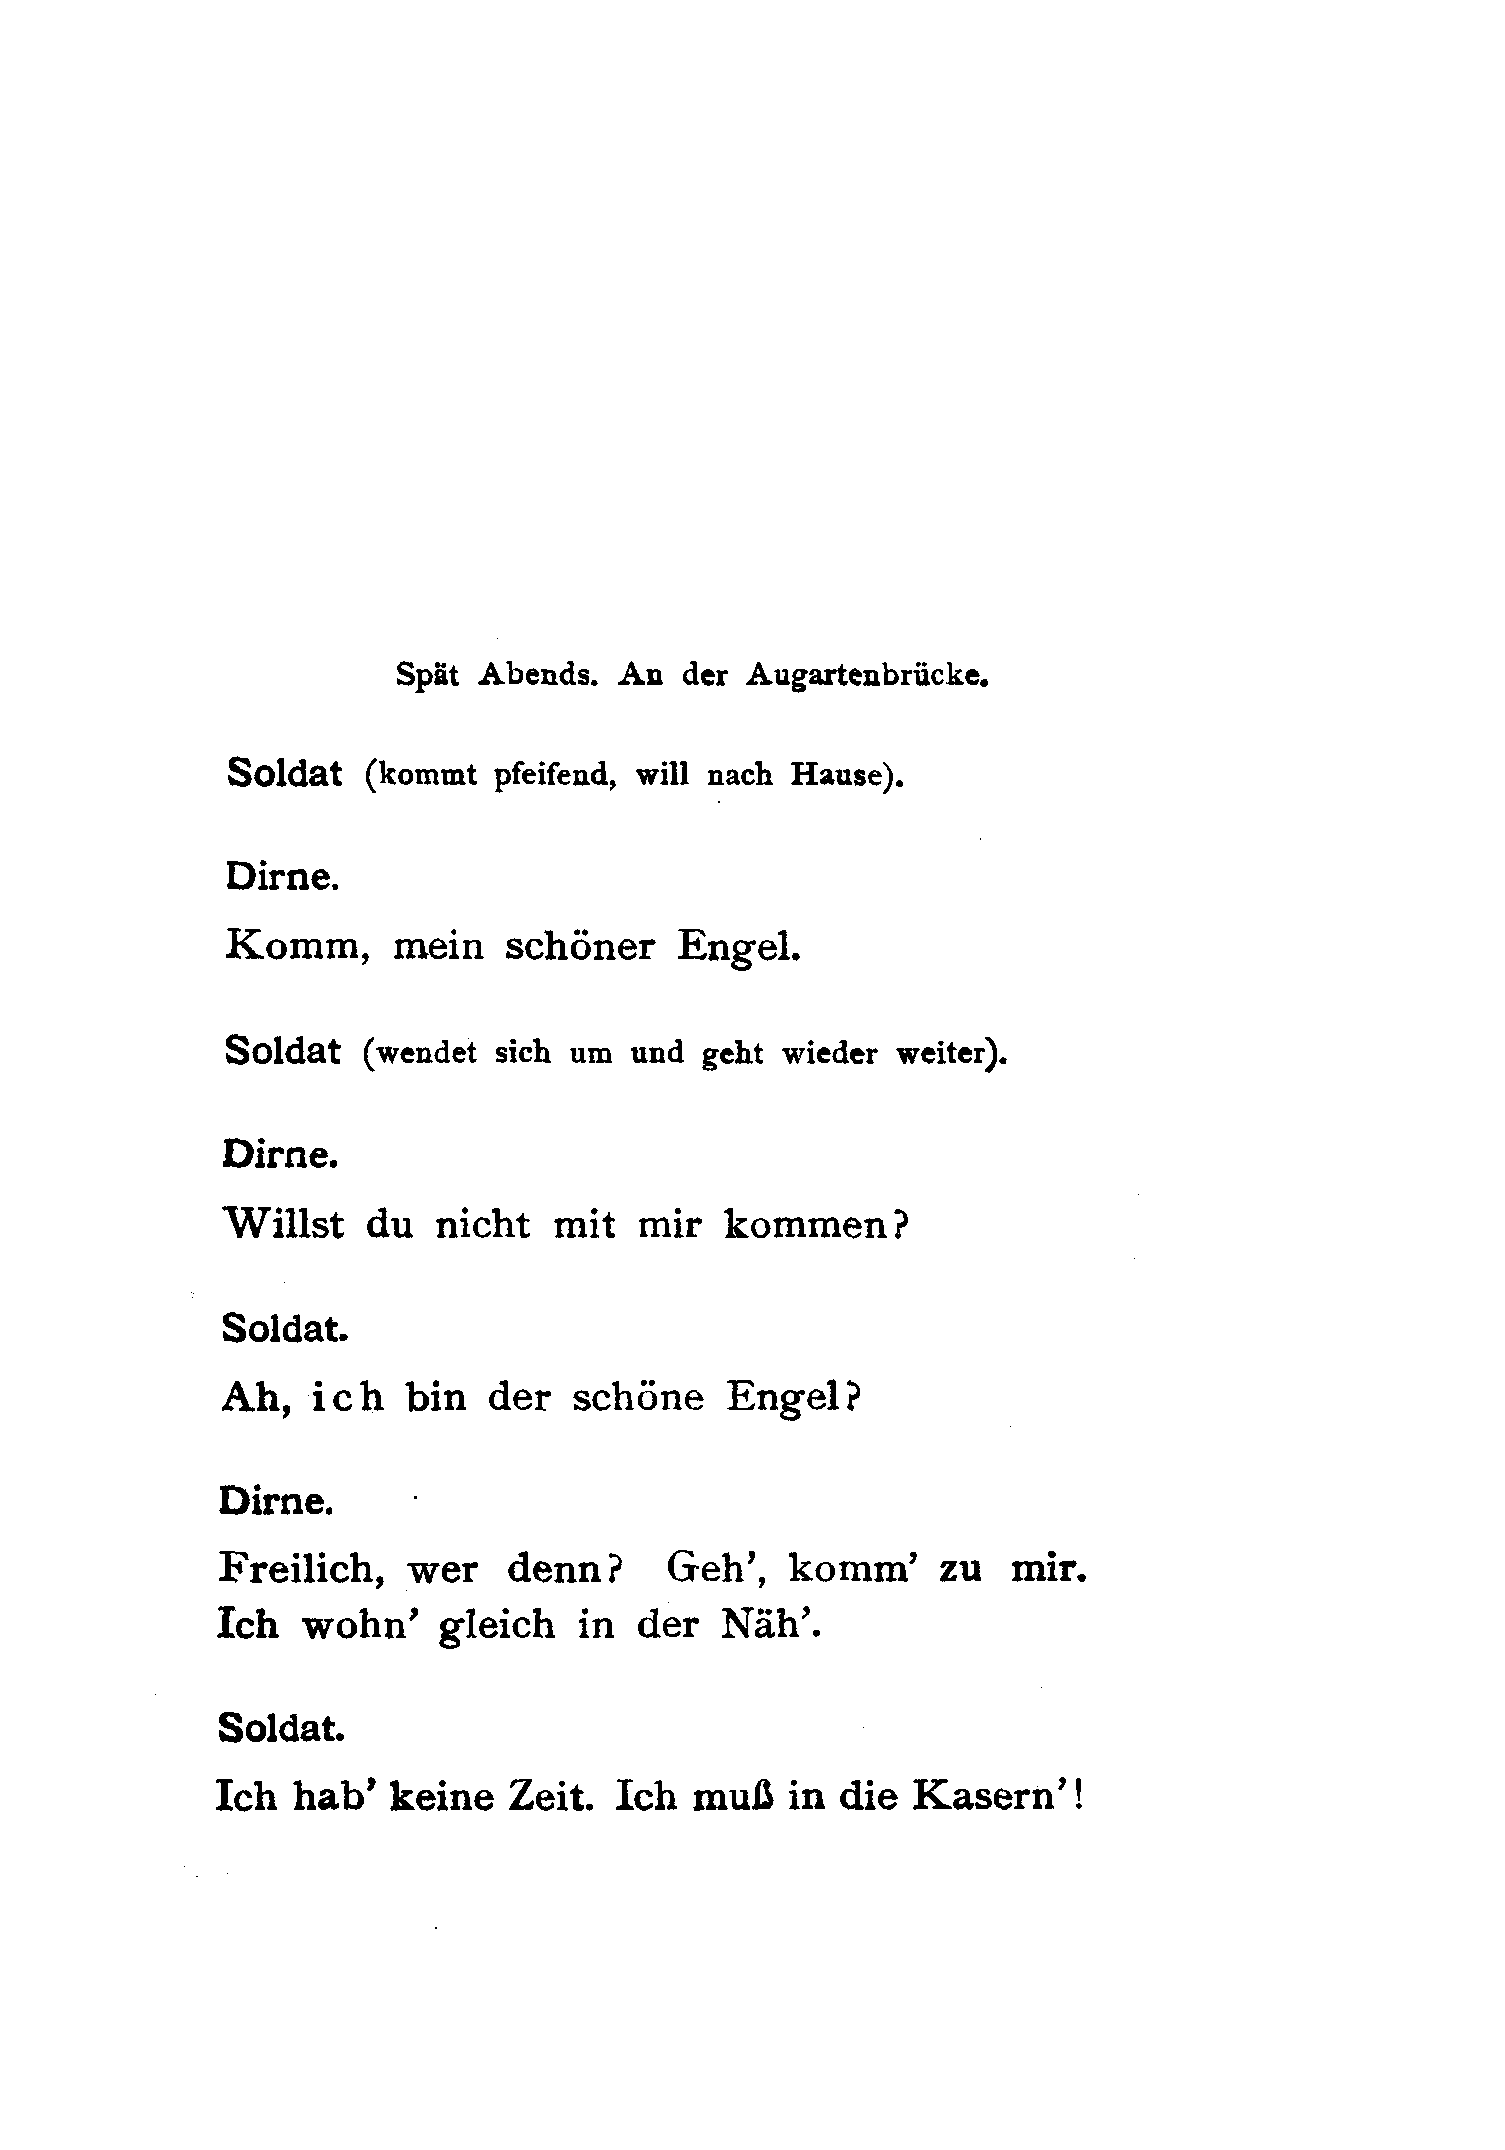 Spät Abends. An der Augartenbrücke.
Soldat (kommt pfeifend, will nach Hause).
Dirne.
Komm, mein schöner Engel.
Soldat (wendet sich um und geht wieder weiter).
Dirne.
Willst du nicht mit mir kommen?
Soldat.
Ah, ich bin der schöne Engel?
Dirne.
Freilich, wer denn? Geh’, komm’ zu mir.
Ich wohn’ gleich in der Näh’.
Soldat.
Ich hab’ keine Zeit. Ich muß in die Kasern’!